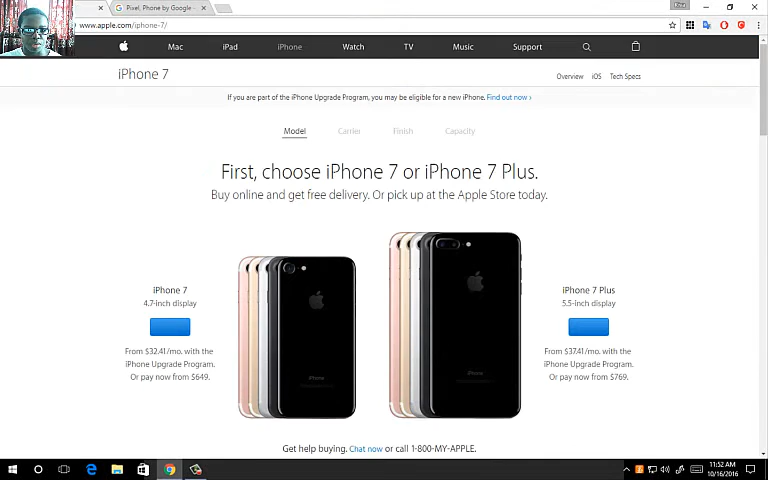 Pixel, Phone by Google -
Kha
www.apple.com/iphone-7/
Mac iPad iPhone Watch TV Music Support
iPhone 7
Overview iOS Tech Specs
If you are part of the iPhone Upgrade Program, you may be eligible for a new iPhone. Find out now ›
Model Carrier Finish Capacity
First, choose iPhone 7 or iPhone 7 Plus.
Buy online and get free delivery. Or pick up at the Apple Store today.
iPhone 7
4.7-inch display
From $32.41/mo. with the
iPhone Upgrade Program.
Or pay now from $649.
iPhone
iPhone 7 Plus
5.5-inch display
From $37.41/mo. with the
iPhone Upgrade Program.
Or pay now from $769.
iPhone
Get help buying. Chat now or call 1-800-MY-APPLE.
11:52 AM
10/16/2016